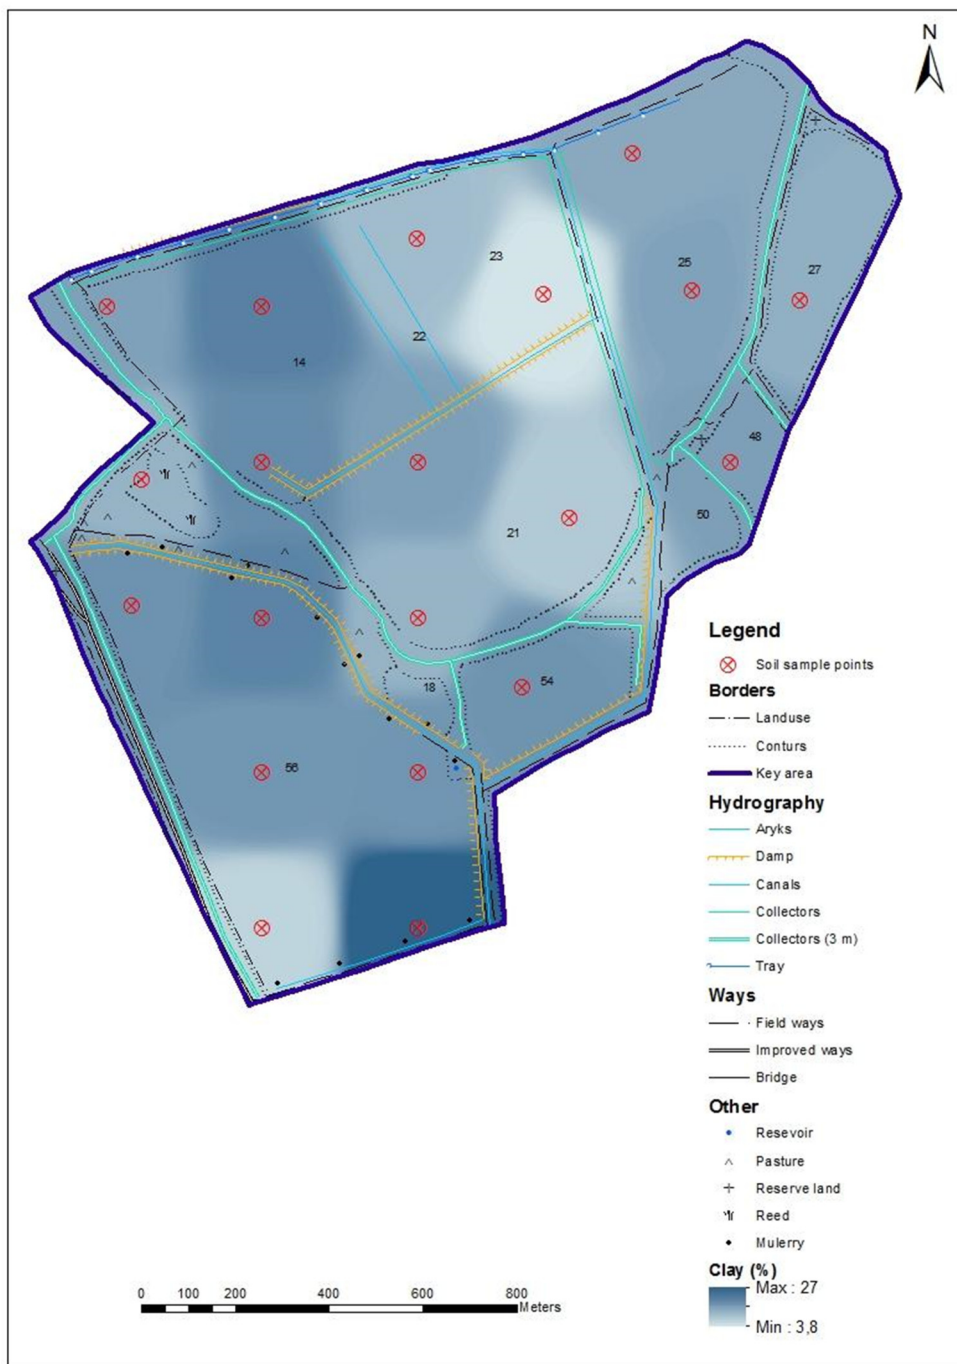 N
23
25
27
22
14
48
50
21
18
54
56
Legend
Soil sample points
Borders
Landuse
Conturs
Key area
Hydrography
Aryks
Damp
Canals
Collectors
Collectors (3 m)
Tray
Ways
Field ways
Improved ways
Bridge
Other
Resevoir
Pasture
Reserve land
Reed
Mulerry
Clay (%)
Max : 27
Min : 3,8
0 100 200 400 600 800
Meters